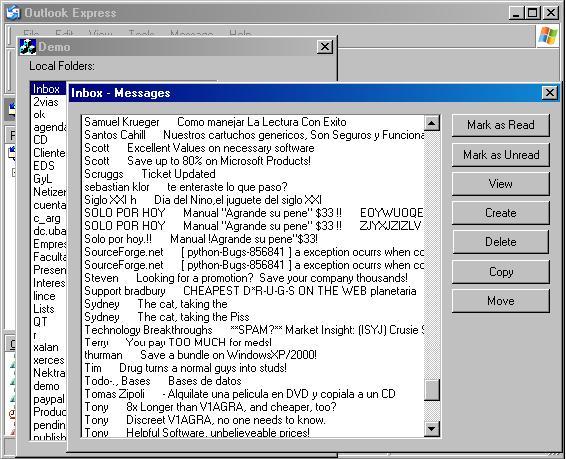 Outlook Express
File Edit View Tools Message Help
Demo
Local Folders:
Inbox
2vias
ok
agenda
CD
Cliente
EDS
GyL
Netizen
cuenta
c_arg
dc.uba
Empres
Faculta
Presen
Interes
lince
Lists
QT
r
xalan
xerces
Nektra
demo
paypal
Produc
pendin
publish
Inbox - Messages
Samuel Krueger Como manejar La Lectura Con Exito
Santos Cahill Nuestros cartuchos genericos, Son Seguros y Funciona
Scott Excellent Values on necessary software
Scott Save up to 80% on Microsoft Products!
Scruggs Ticket Updated
sebastian klor te enteraste lo que paso?
Siglo XXI h Dia del Nino,el juguete del siglo XXI
SOLO POR HOY Manual "Agrande su pene" $33 !! EOYWUOQE
SOLO POR HOY Manual "Agrande su pene" $33 !! ZJYXJZIZLV
Solo por hoy.!! Manual !Agrande su pene"$33!
SourceForge.net [ python-Bugs-856841 ] a exception ocurrs when co
SourceForge.net [ python-Bugs-856841 ] a exception ocurrs when co
Steven Looking for a promotion? Save your company thousands!
Support bradbury CHEAPEST D*R-U-G-S ON THE WEB planetaria
Sydney The cat, taking the
Sydney The cat, taking the Piss
Technology Breakthroughs **SPAM?** Market Insight: (ISYJ) Crusie S
Terry You pay TOO MUCH for meds!
thurman Save a bundle on WindowsXP/2000!
Tim Drug turns a normal guys into studs!
Todo-., Bases Bases de datos
Tomas Zipoli - Alquilate una pelicula en DVD y copiala a un CD
Tony 8x Longer than V1AGRA, and cheaper, too?
Tony Discreet V1AGRA, no one needs to know.
Tony Helpful Software, unbelieveable prices!
Mark as Read
Mark as Unread
View
Create
Delete
Copy
Move